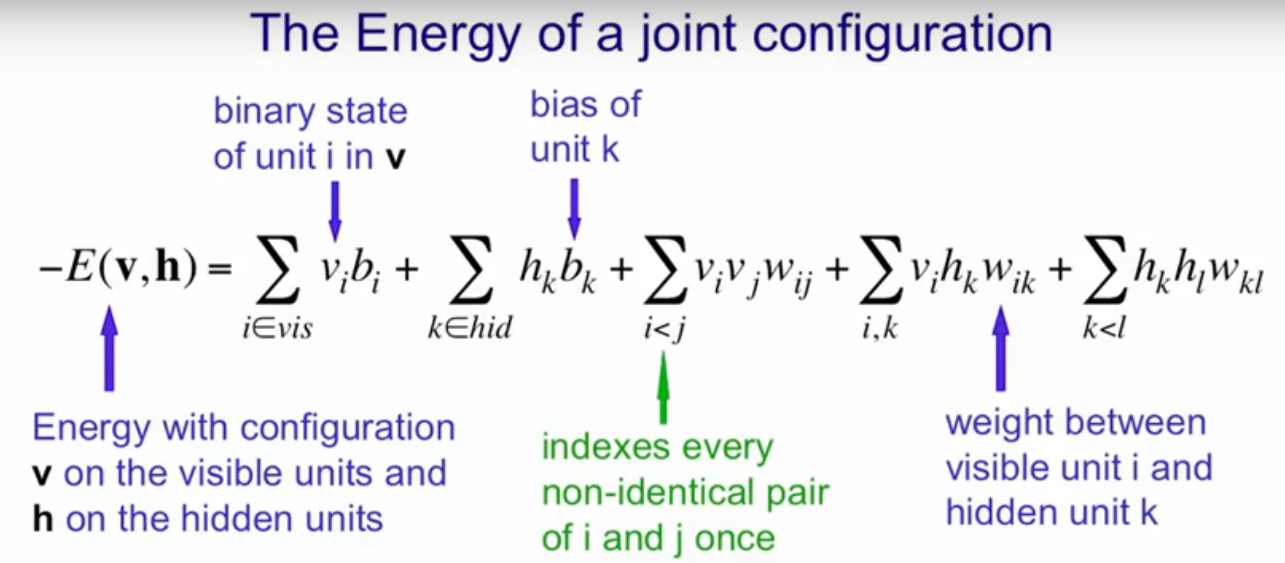 The Energy of a joint configuration
binary state
of unit i in v
bias of
unit k
−E(v,h) = ∑ v_i b_i + ∑ h_k b_k + ∑ v_i v_j w_ij + ∑ v_i h_k w_ik + ∑ h_k h_l w_kl
i∈vis k∈hid i<j i,k k<l
Energy with configuration
v on the visible units and
h on the hidden units
indexes every
non-identical pair
of i and j once
weight between
visible unit i and
hidden unit k